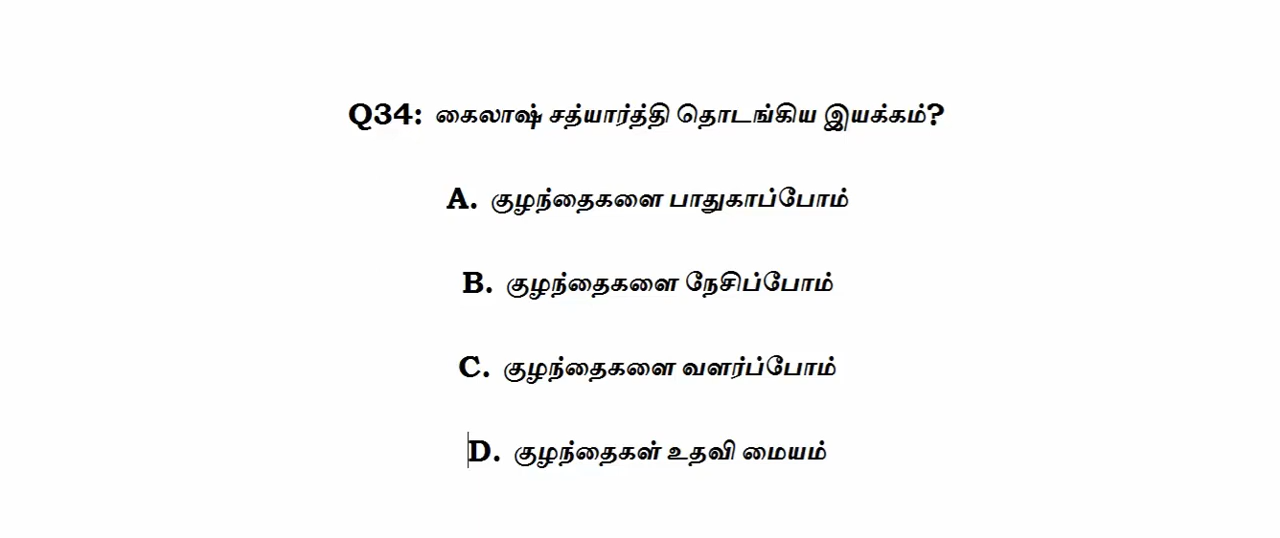 Q34: கைலாஷ் சத்யார்த்தி தொடங்கிய இயக்கம்?
A. குழந்தைகளை பாதுகாப்போம்
B. குழந்தைகளை நேசிப்போம்
C. குழந்தைகளை வளர்ப்போம்
D. குழந்தைகள் உதவி மையம்